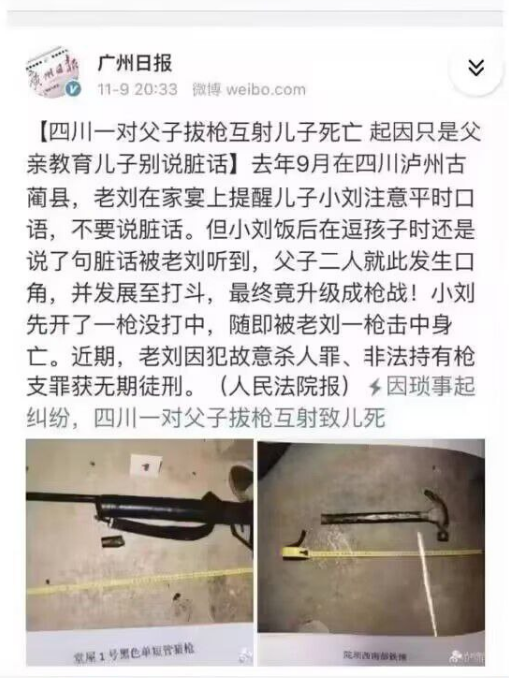 广州日报
11-9 20:33 微博 weibo.com
【四川一对父子拔枪互射儿子死亡 起因只是父
亲教育儿子别说脏话】去年9月在四川泸州古
蔺县，老刘在家宴上提醒儿子小刘注意平时口
语，不要说脏话。但小刘饭后在逗孩子时还是
说了句脏话被老刘听到，父子二人就此发生口
角，并发展至打斗，最终竟升级成枪战！小刘
先开了一枪没打中，随即被老刘一枪击中身
亡。近期，老刘因犯故意杀人罪、非法持有枪
支罪获无期徒刑。（人民法院报）⚡因琐事起
纠纷，四川一对父子拔枪互射致儿死
堂屋1号黑色单短管猎枪